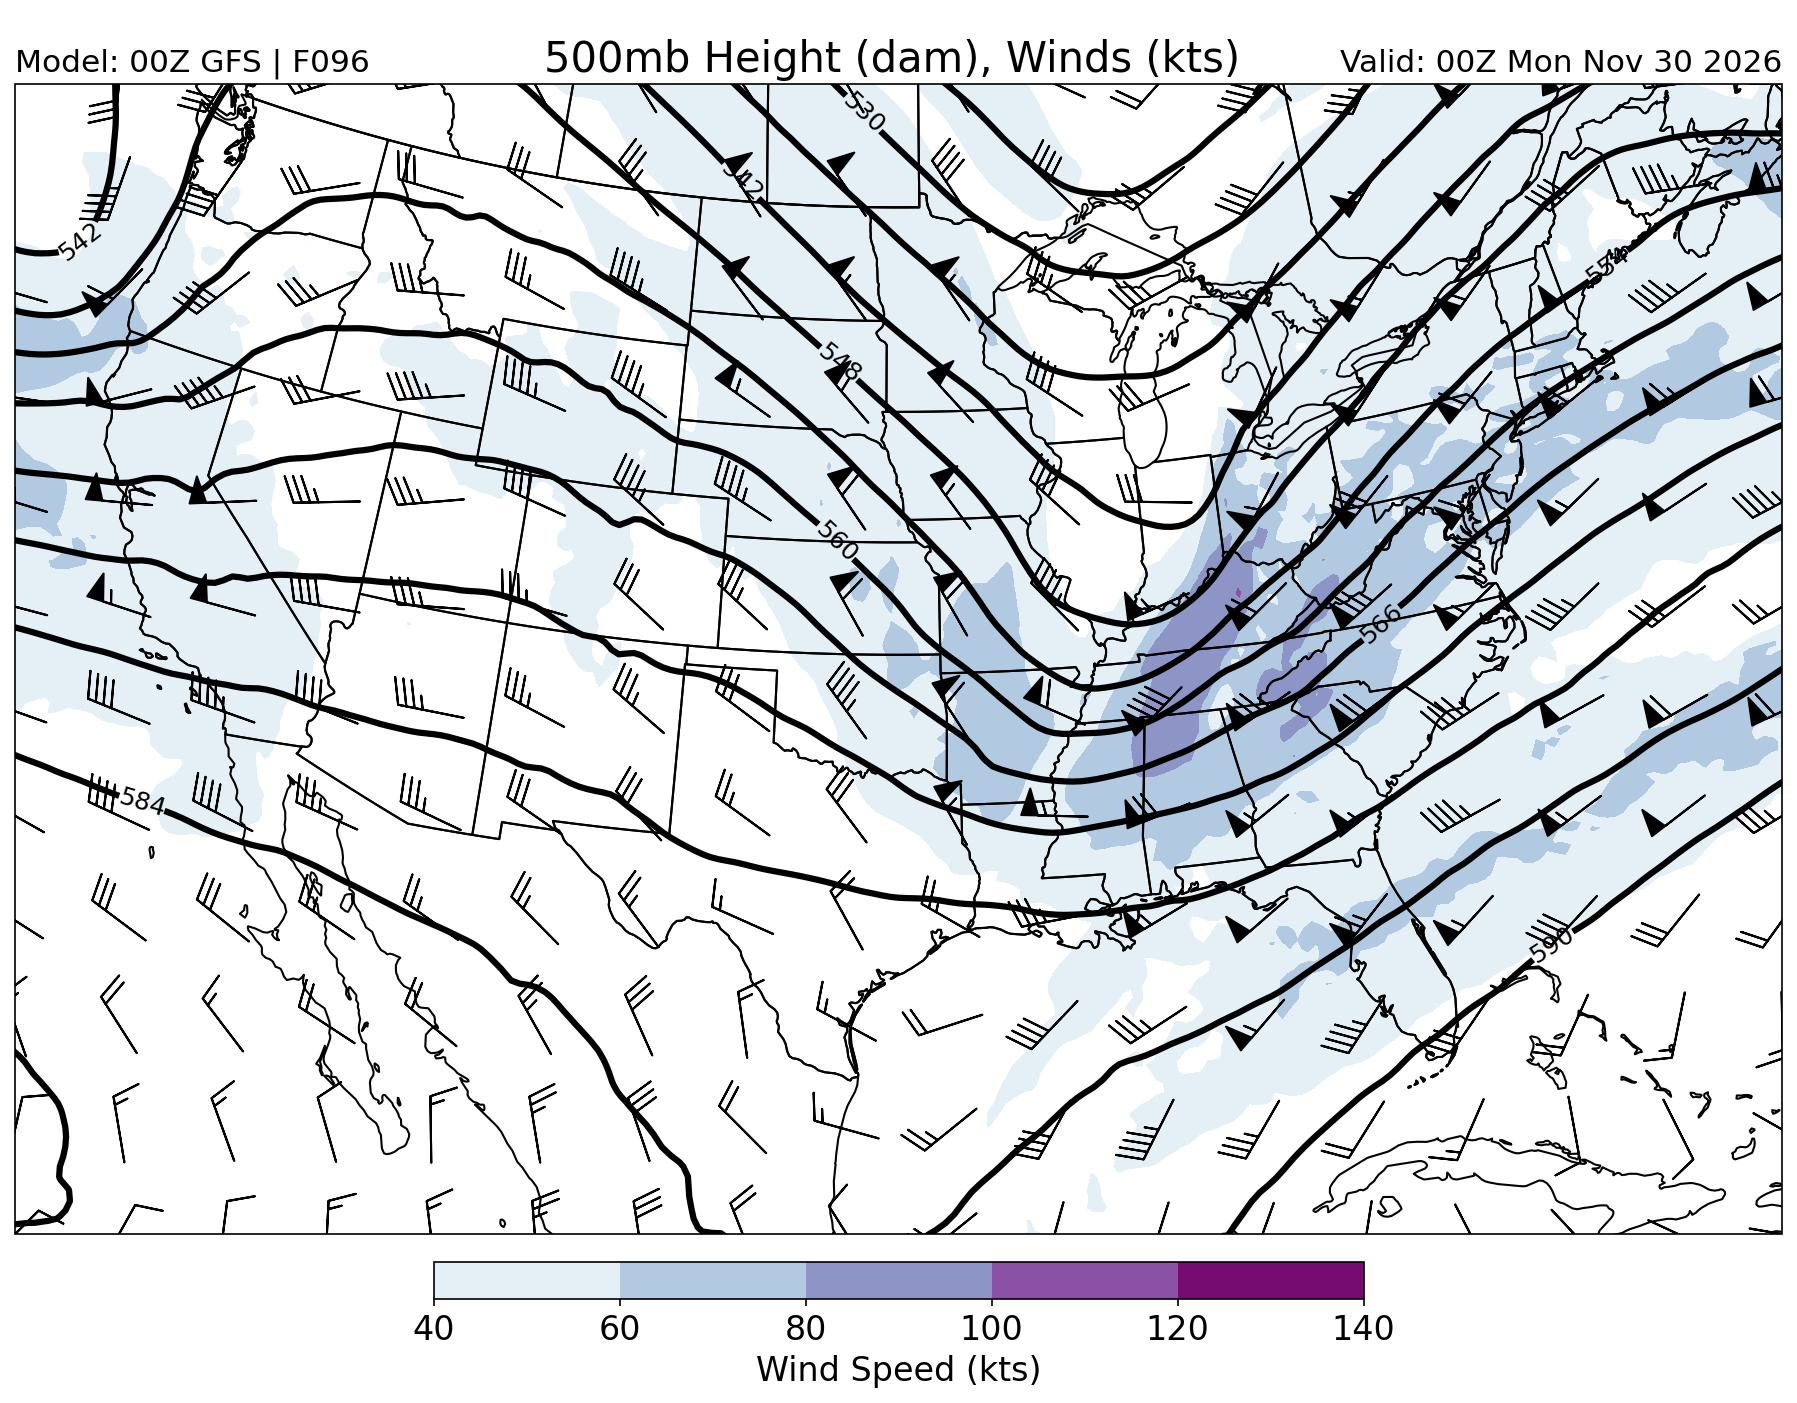 500mb Height (dam), Winds (kts)
Model: 00Z GFS | F096
Valid: 00Z Mon Nov 30 2026
530
542
542
554
548
560
566
584
590
40 60 80 100 120 140
Wind Speed (kts)